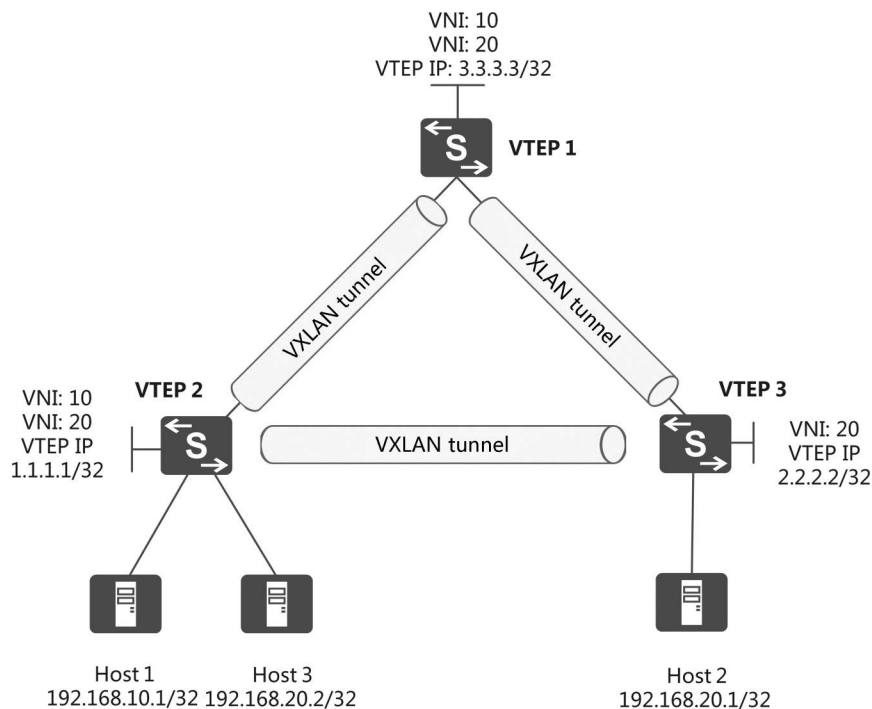 VNI: 10
VNI: 20
VTEP IP: 3.3.3.3/32
S
VTEP 1
VXLAN tunnel
VXLAN tunnel
VTEP 2
VNI: 10
VNI: 20
VTEP IP
1.1.1.1/32
S
VXLAN tunnel
VTEP 3
S
VNI: 20
VTEP IP
2.2.2.2/32
Host 1
192.168.10.1/32
Host 3
192.168.20.2/32
Host 2
192.168.20.1/32